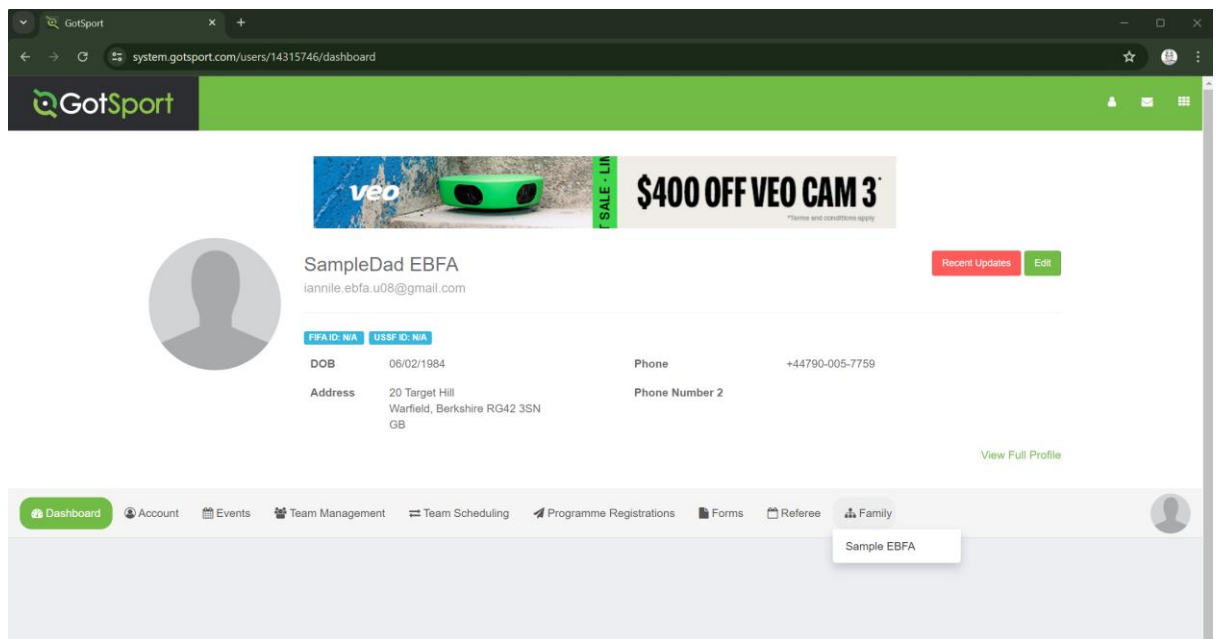 GotSport
system.gotsport.com/users/14315746/dashboard
GotSport
veo
SALE · LIM
$400 OFF VEO CAM 3*
*Terms and conditions apply
SampleDad EBFA
Recent Updates
Edit
iannile.ebfa.u08@gmail.com
FIFA ID: N/A USSF ID: N/A
DOB 06/02/1984 Phone +44790-005-7759
Address 20 Target Hill Phone Number 2
Warfield, Berkshire RG42 3SN
GB
View Full Profile
Dashboard Account Events Team Management Team Scheduling Programme Registrations Forms Referee Family
Sample EBFA